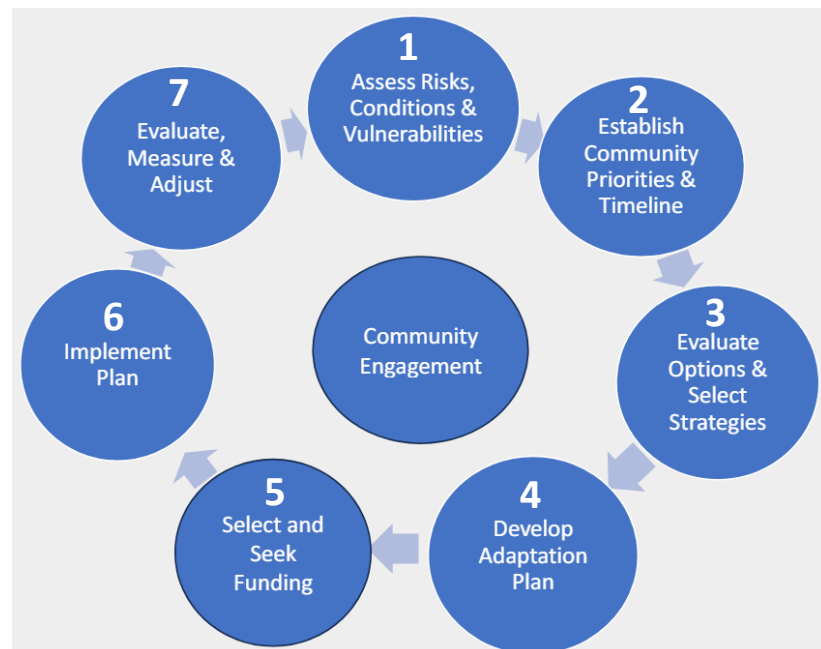 1
Assess Risks,
Conditions &
Vulnerabilities
2
Establish
Community
Priorities &
Timeline
3
Evaluate
Options &
Select
Strategies
4
Develop
Adaptation
Plan
5
Select and
Seek
Funding
6
Implement
Plan
7
Evaluate,
Measure &
Adjust
Community
Engagement